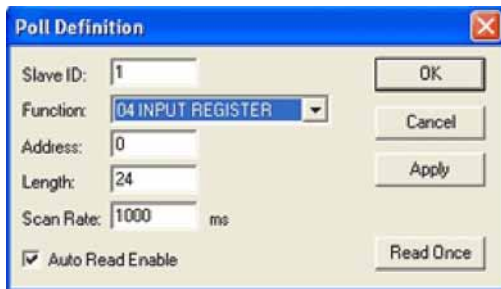 Poll Definition
Slave ID: 1
OK
Function: 04 INPUT REGISTER
Cancel
Address: 0
Length: 24
Apply
Scan Rate: 1000 ms
Auto Read Enable
Read Once